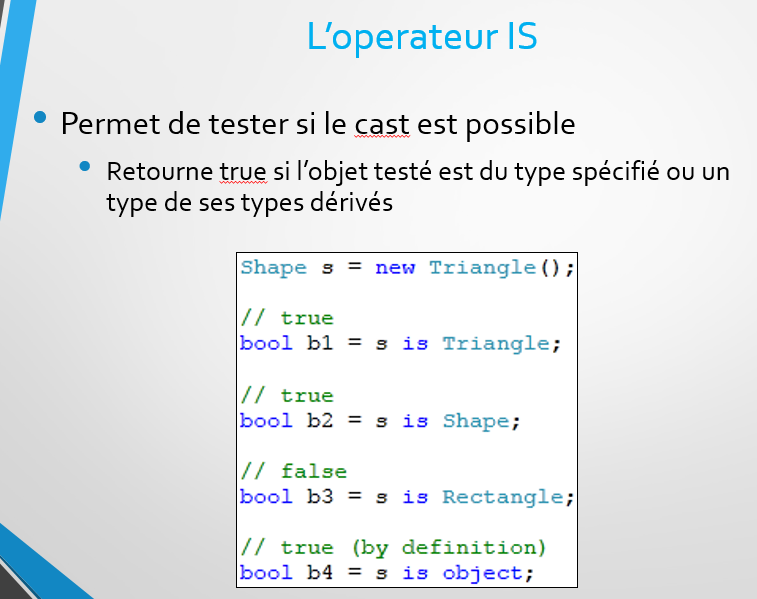 L'operateur IS
Permet de tester si le cast est possible
Retourne true si l'objet testé est du type spécifié ou un
type de ses types dérivés
Shape s = new Triangle();
// true
bool b1 = s is Triangle;
// true
bool b2 = s is Shape;
// false
bool b3 = s is Rectangle;
// true (by definition)
bool b4 = s is object;